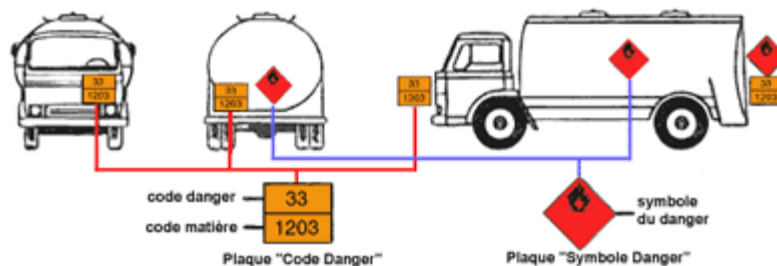 33
1203
33
1203
33
1203
33
1203
code danger
33
code matière
1203
symbole
du danger
Plaque "Code Danger"
Plaque "Symbole Danger"